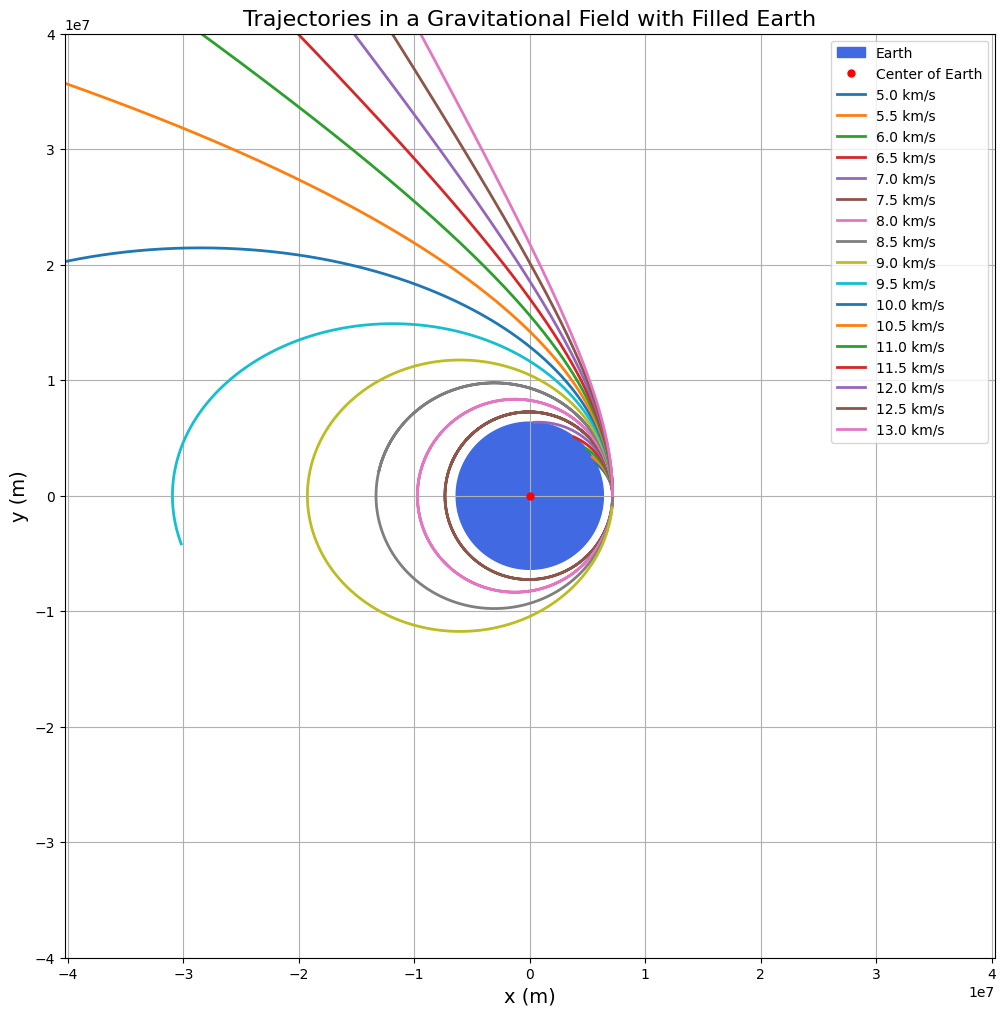 Trajectories in a Gravitational Field with Filled Earth
1e7
4
3
2
1
0
−1
−2
−3
−4
y (m)
Earth
Center of Earth
5.0 km/s
5.5 km/s
6.0 km/s
6.5 km/s
7.0 km/s
7.5 km/s
8.0 km/s
8.5 km/s
9.0 km/s
9.5 km/s
10.0 km/s
10.5 km/s
11.0 km/s
11.5 km/s
12.0 km/s
12.5 km/s
13.0 km/s
−4 −3 −2 −1 0 1 2 3 4
1e7
x (m)